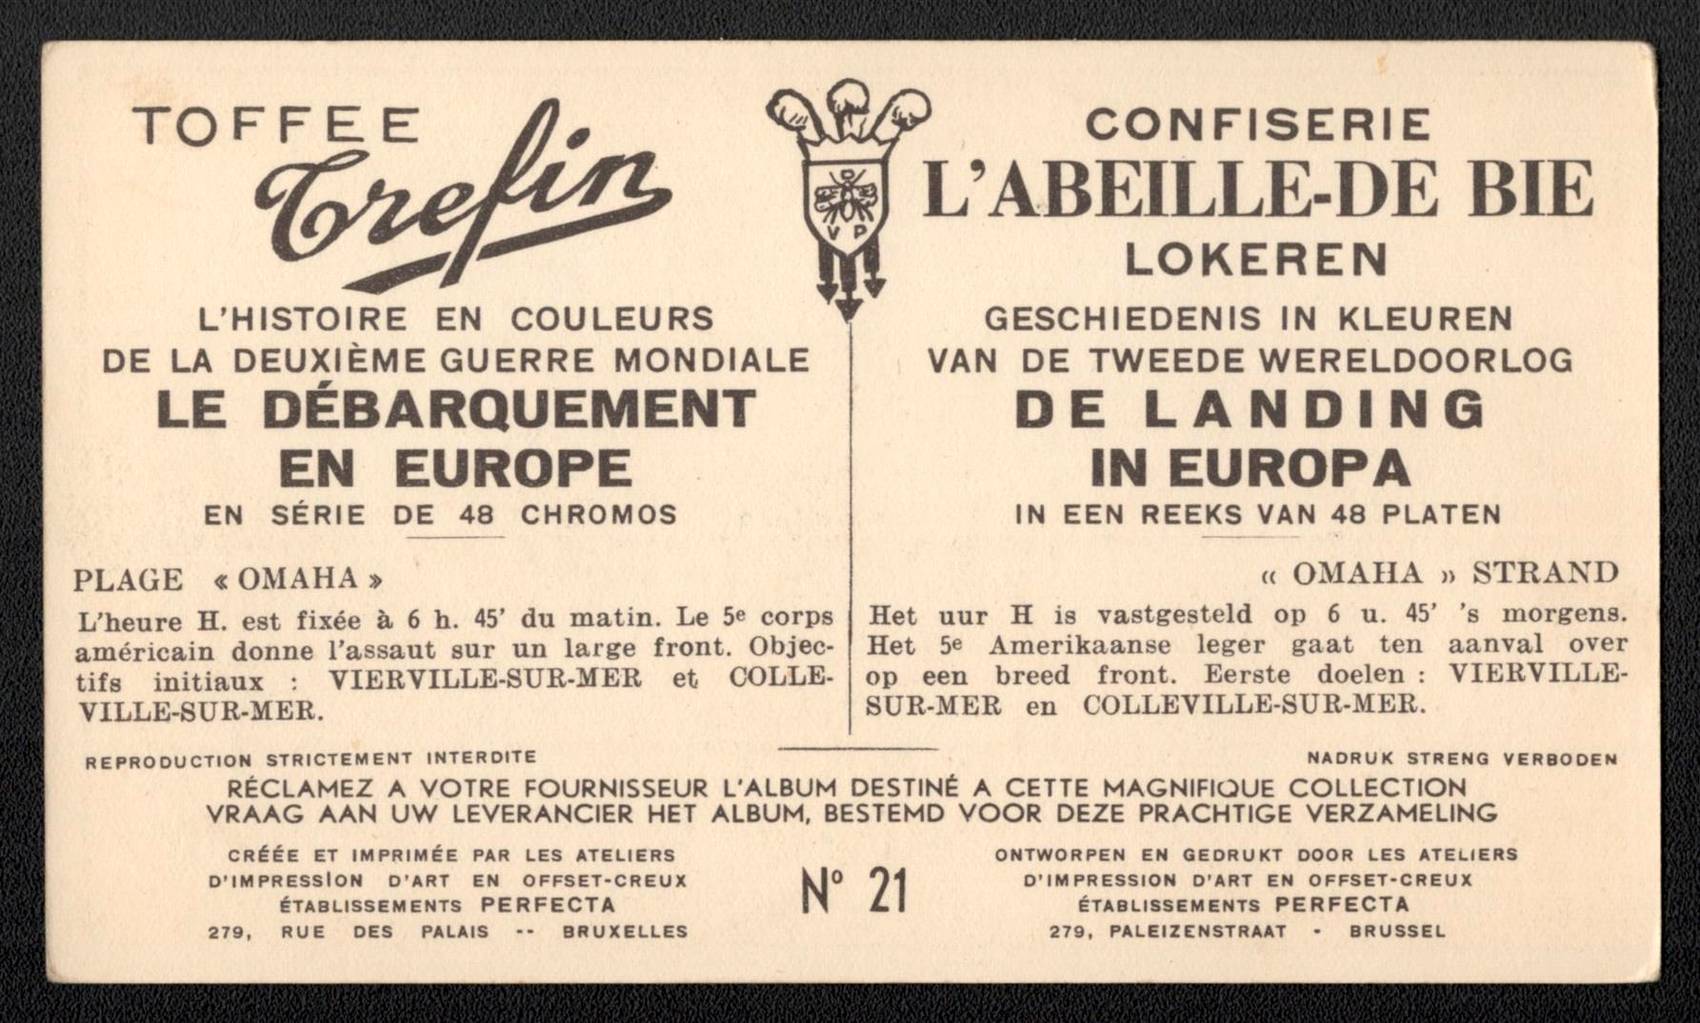 TOFFEE
Trefin
L'HISTOIRE EN COULEURS
DE LA DEUXIÈME GUERRE MONDIALE
LE DÉBARQUEMENT
EN EUROPE
EN SÉRIE DE 48 CHROMOS
PLAGE « OMAHA »
L'heure H. est fixée à 6 h. 45' du matin. Le 5e corps
américain donne l'assaut sur un large front. Objec-
tifs initiaux : VIERVILLE-SUR-MER et COLLE-
VILLE-SUR-MER.
REPRODUCTION STRICTEMENT INTERDITE
D
V P
CONFISERIE
L'ABEILLE-DE BIE
LOKEREN
GESCHIEDENIS IN KLEUREN
VAN DE TWEEDE WERELDOORLOG
DE LANDING
IN EUROPA
IN EEN REEKS VAN 48 PLATEN
« OMAHA » STRAND
Het uur H is vastgesteld op 6 u. 45' 's morgens.
Het 5e Amerikaanse leger gaat ten aanval over
op een breed front. Eerste doelen : VIERVILLE-
SUR-MER en COLLEVILLE-SUR-MER.
NADRUK STRENG VERBODEN
RÉCLAMEZ A VOTRE FOURNISSEUR L'ALBUM DESTINÉ A CETTE MAGNIFIQUE COLLECTION
VRAAG AAN UW LEVERANCIER HET ALBUM, BESTEMD VOOR DEZE PRACHTIGE VERZAMELING
CRÉÉE ET IMPRIMÉE PAR LES ATELIERS
D'IMPRESSION D'ART EN OFFSET-CREUX
ÉTABLISSEMENTS PERFECTA
279, RUE DES PALAIS -- BRUXELLES
N° 21
ONTWORPEN EN GEDRUKT DOOR LES ATELIERS
D'IMPRESSION D'ART EN OFFSET-CREUX
ÉTABLISSEMENTS PERFECTA
279, PALEIZENSTRAAT - BRUSSEL